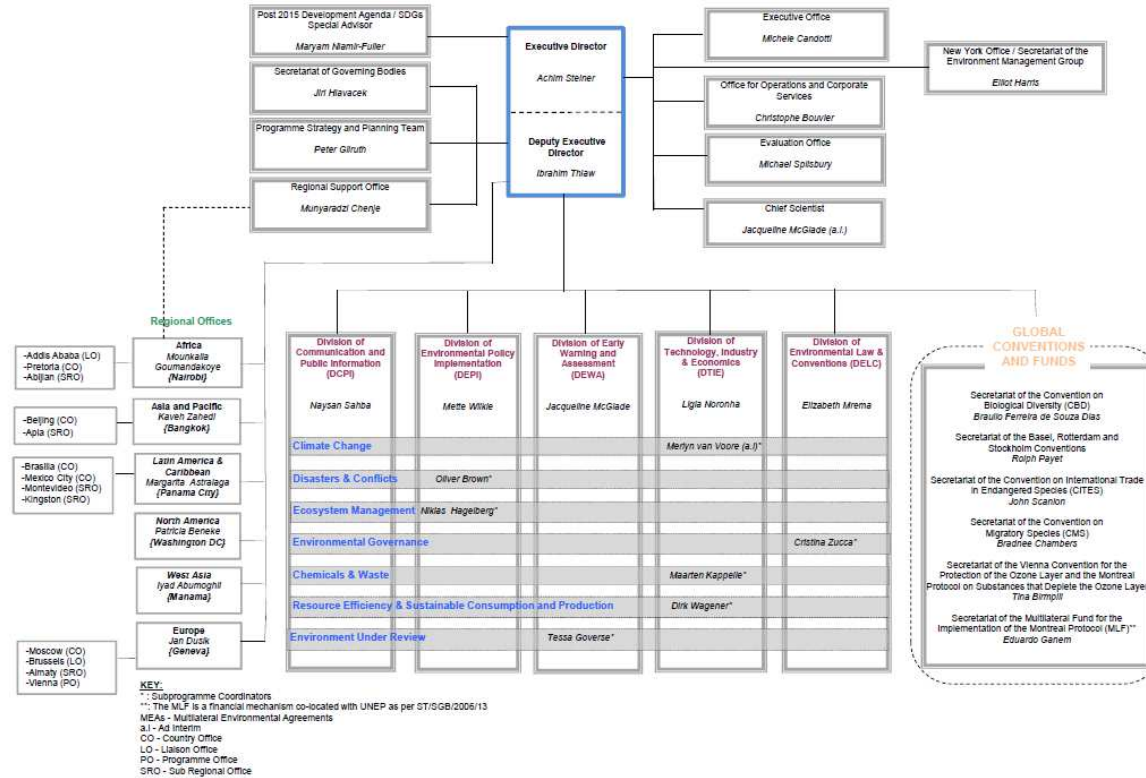 Post 2015 Development Agenda / SDGs
Special Advisor
Maryam Niamir-Fuller
Secretariat of Governing Bodies
Jiri Hlavacek
Programme Strategy and Planning Team
Peter Gilruth
Regional Support Office
Munyaradzi Chenje
Executive Director
Achim Steiner
Deputy Executive
Director
Ibrahim Thiaw
Executive Office
Michele Candotti
New York Office / Secretariat of the
Environment Management Group
Elliot Harris
Office for Operations and Corporate
Services
Christophe Bouvier
Evaluation Office
Michael Spilsbury
Chief Scientist
Jacqueline McGlade (a.i.)
Regional Offices
-Addis Ababa (LO)
-Pretoria (CO)
-Abijian (SRO)
Africa
Mounkaila
Goumandakoye
{Nairobi}
-Beijing (CO)
-Apia (SRO)
Asia and Pacific
Kaveh Zahedi
{Bangkok}
-Brasilia (CO)
-Mexico City (CO)
-Montevideo (SRO)
-Kingston (SRO)
Latin America &
Caribbean
Margarita Astralaga
{Panama City}
North America
Patricia Beneke
{Washington DC}
West Asia
Iyad Abumoghli
{Manama}
Europe
Jan Dusik
{Geneva}
-Moscow (CO)
-Brussels (LO)
-Almaty (SRO)
-Vienna (PO)
Division of
Communication and
Public Information
(DCPI)
Naysan Sahba
Division of
Environmental Policy
Implementation
(DEPI)
Mette Wilkie
Division of Early
Warning and
Assessment
(DEWA)
Jacqueline McGlade
Division of
Technology, Industry
& Economics
(DTIE)
Ligia Noronha
Division of
Environmental Law &
Conventions (DELC)
Elizabeth Mrema
Climate Change
Merlyn van Voore (a.i)*
Disasters & Conflicts
Oliver Brown*
Ecosystem Management
Niklas Hagelberg*
Environmental Governance
Cristina Zucca*
Chemicals & Waste
Maarten Kappelle*
Resource Efficiency & Sustainable Consumption and Production
Dirk Wagener*
Environment Under Review
Tessa Goverse*
GLOBAL
CONVENTIONS
AND FUNDS
Secretariat of the Convention on
Biological Diversity (CBD)
Braulio Ferreira de Souza Dias
Secretariat of the Basel, Rotterdam and
Stockholm Conventions
Rolph Payet
Secretariat of the Convention on International Trade
in Endangered Species (CITES)
John Scanlon
Secretariat of the Convention on
Migratory Species (CMS)
Bradnee Chambers
Secretariat of the Vienna Convention for the
Protection of the Ozone Layer and the Montreal
Protocol on Substances that Deplete the Ozone Layer
Tina Birmpili
Secretariat of the Multilateral Fund for the
Implementation of the Montreal Protocol (MLF)**
Eduardo Ganem
KEY:
* : Subprogramme Coordinators
**: The MLF is a financial mechanism co-located with UNEP as per ST/SGB/2006/13
MEAs - Multilateral Environmental Agreements
a.i - Ad Interim
CO - Country Office
LO - Liaison Office
PO - Programme Office
SRO - Sub Regional Office